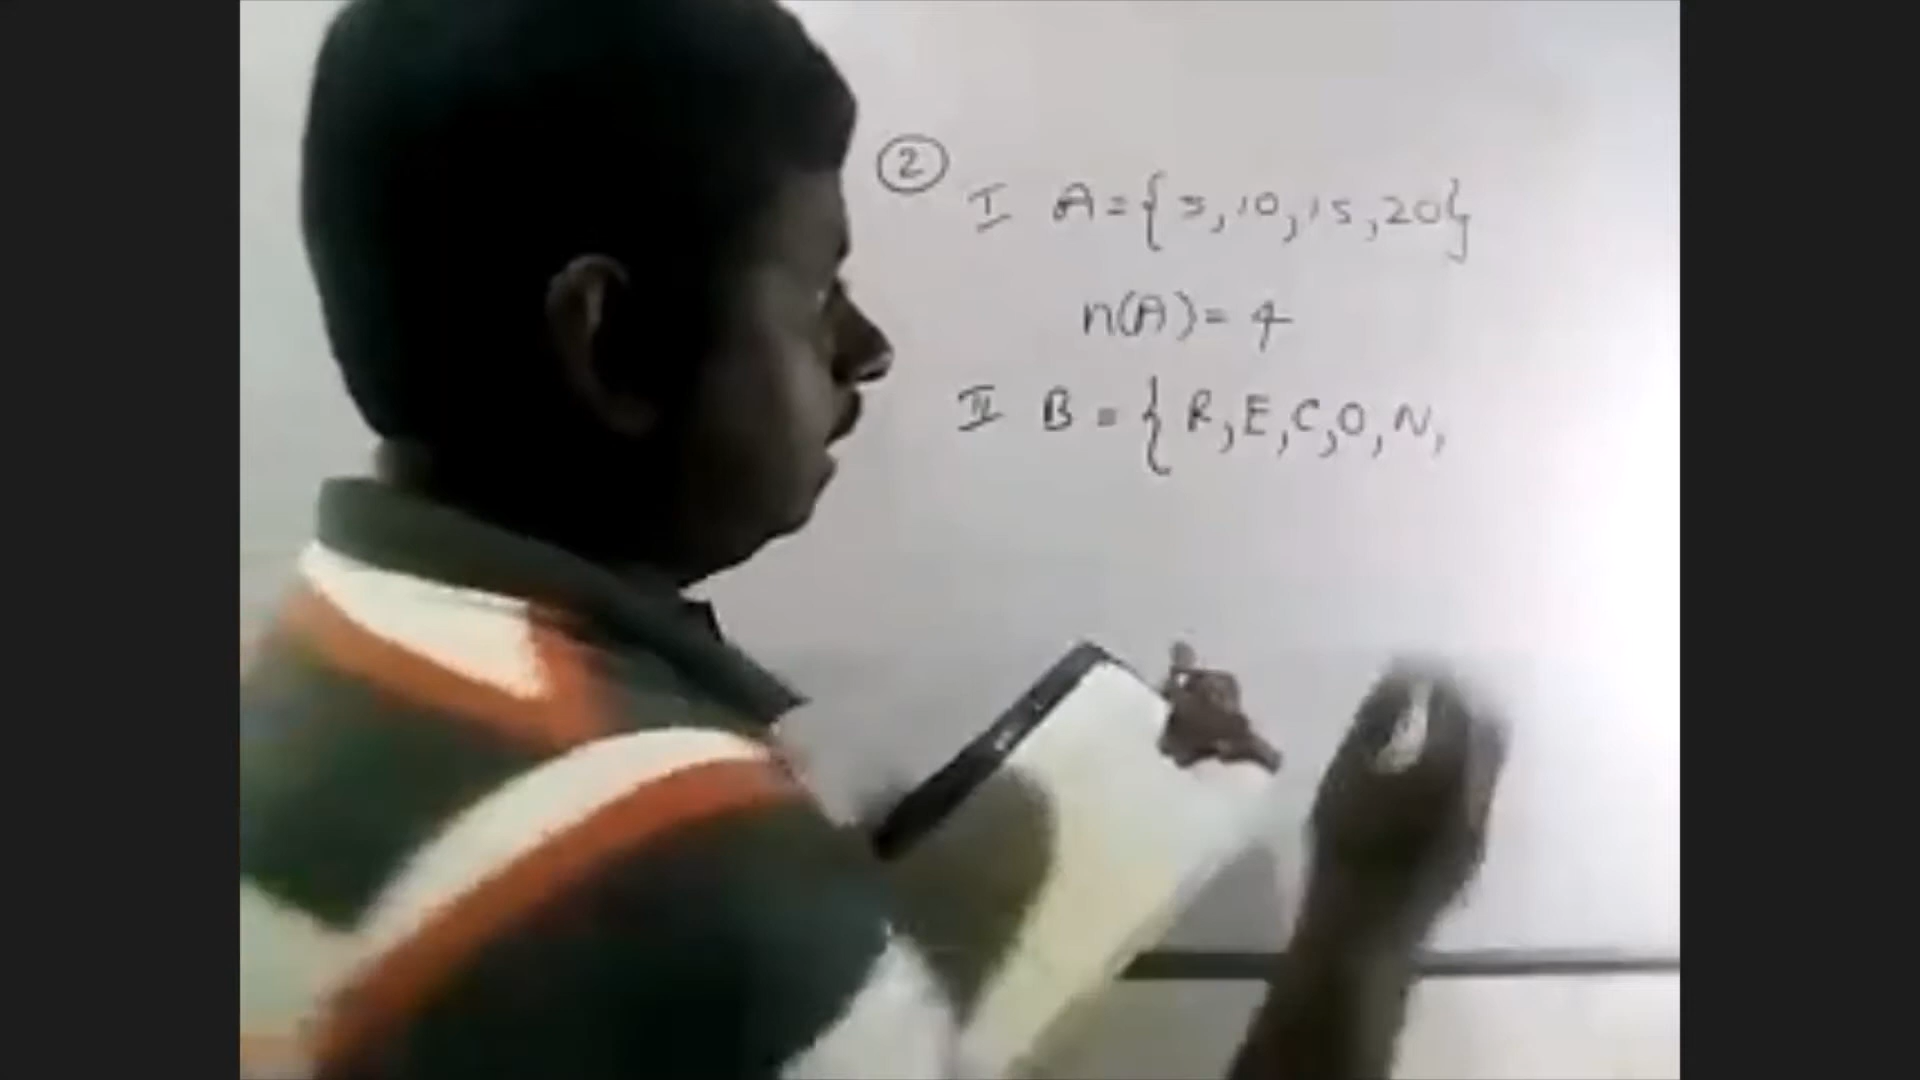 ② I A = {5, 10, 15, 20}
n(A) = 4
II B = { R, E, C, O, N,